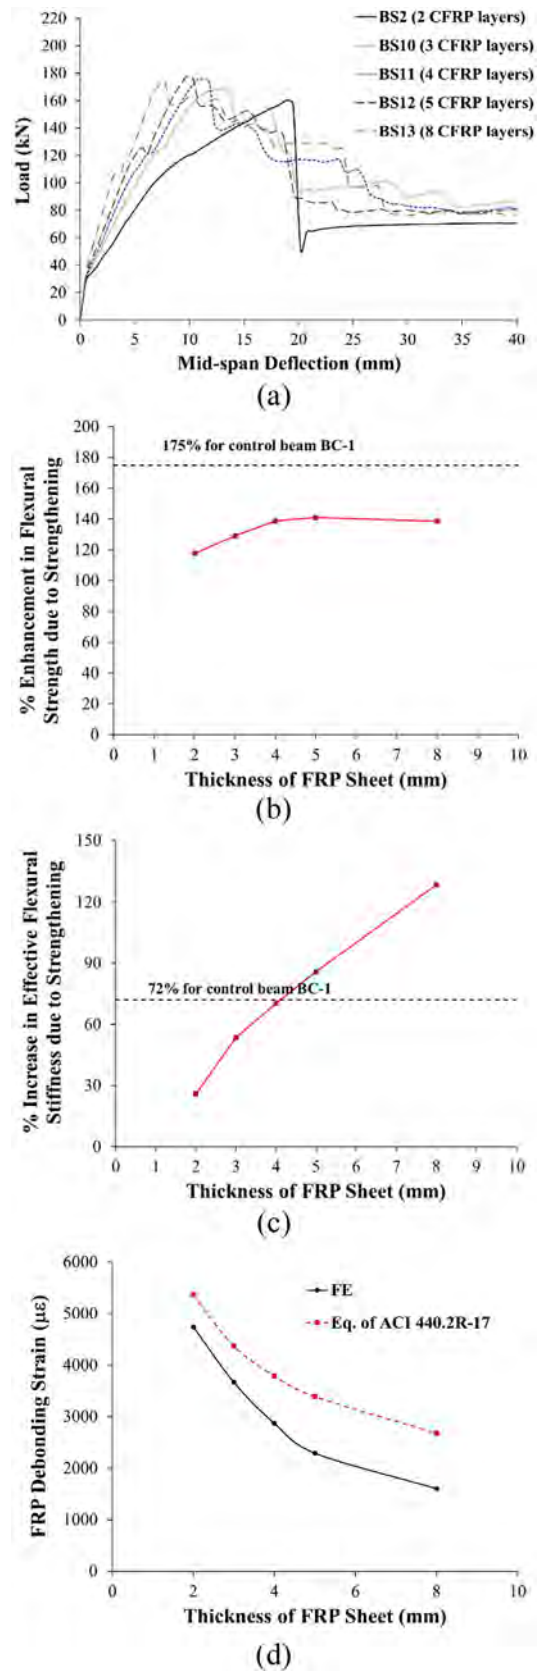 220
200
180
160
140
120
100
80
60
40
20
0
Load (kN)
BS2 (2 CFRP layers)
BS10 (3 CFRP layers)
BS11 (4 CFRP layers)
BS12 (5 CFRP layers)
BS13 (8 CFRP layers)
0 5 10 15 20 25 30 35 40
Mid-span Deflection (mm)
(a)
200
180
160
140
120
100
80
60
40
20
0
% Enhancement in Flexural
Strength due to Strengthening
175% for control beam BC-1
0 1 2 3 4 5 6 7 8 9 10
Thickness of FRP Sheet (mm)
(b)
150
120
90
60
30
0
% Increase in Effective Flexural
Stiffness due to Strengthening
72% for control beam BC-1
0 1 2 3 4 5 6 7 8 9 10
Thickness of FRP Sheet (mm)
(c)
6000
5000
4000
3000
2000
1000
0
FRP Debonding Strain (με)
FE
Eq. of ACI 440.2R-17
0 2 4 6 8 10
Thickness of FRP Sheet (mm)
(d)